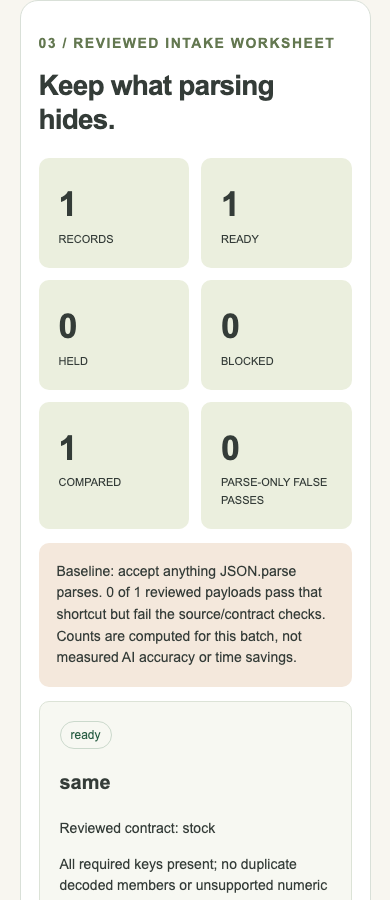 03 / REVIEWED INTAKE WORKSHEET
Keep what parsing
hides.
1
RECORDS
1
READY
0
HELD
0
BLOCKED
1
COMPARED
0
PARSE-ONLY FALSE
PASSES
Baseline: accept anything JSON.parse
parses. 0 of 1 reviewed payloads pass that
shortcut but fail the source/contract checks.
Counts are computed for this batch, not
measured AI accuracy or time savings.
ready
same
Reviewed contract: stock
All required keys present; no duplicate
decoded members or unsupported numeric